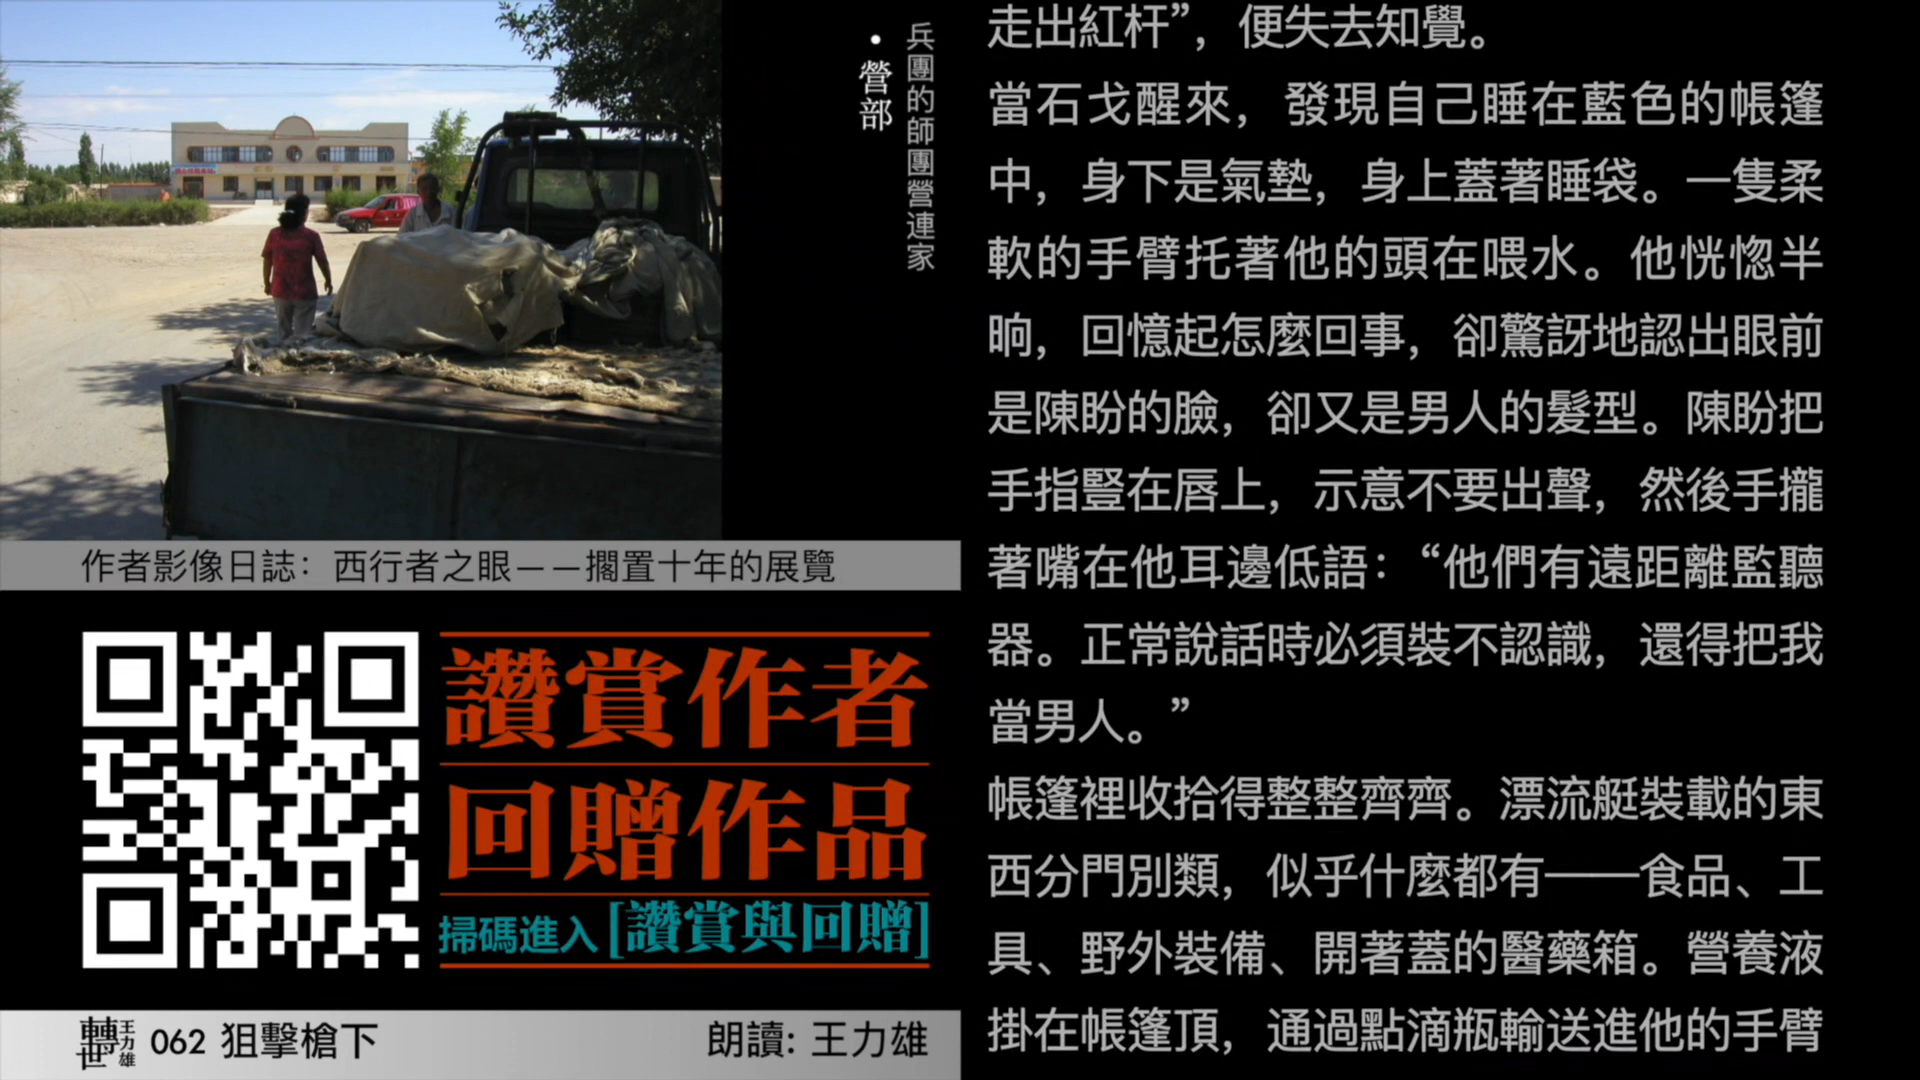 兵團的師團營連家
•營部
作者影像日誌：西行者之眼——擱置十年的展覽
讚賞作者
回贈作品
掃碼進入[讚賞與回贈]
轉世
王力雄
062 狙擊槍下
朗讀: 王力雄
走出紅杆”，便失去知覺。
當石戈醒來，發現自己睡在藍色的帳篷
中，身下是氣墊，身上蓋著睡袋。一隻柔
軟的手臂托著他的頭在喂水。他恍惚半
晌，回憶起怎麼回事，卻驚訝地認出眼前
是陳盼的臉，卻又是男人的髮型。陳盼把
手指豎在唇上，示意不要出聲，然後手攏
著嘴在他耳邊低語：“他們有遠距離監聽
器。正常說話時必須裝不認識，還得把我
當男人。”
帳篷裡收拾得整整齊齊。漂流艇裝載的東
西分門別類，似乎什麼都有——食品、工
具、野外裝備、開著蓋的醫藥箱。營養液
掛在帳篷頂，通過點滴瓶輸送進他的手臂